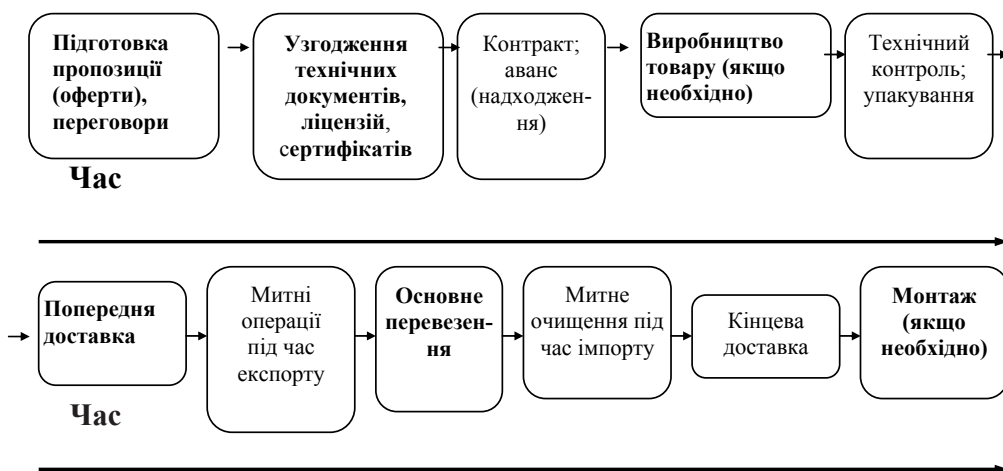 Підготовка
пропозиції
(оферти),
переговори
Узгодження
технічних
документів,
ліцензій,
сертифікатів
Контракт;
аванс
(надходжен-
ня)
Виробництво
товару (якщо
необхідно)
Технічний
контроль;
упакування
Час
Попередня
доставка
Митні
операції
під час
експорту
Основне
перевезен-
ня
Митне
очищення під
час імпорту
Кінцева
доставка
Монтаж
(якщо
необхідно)
Час